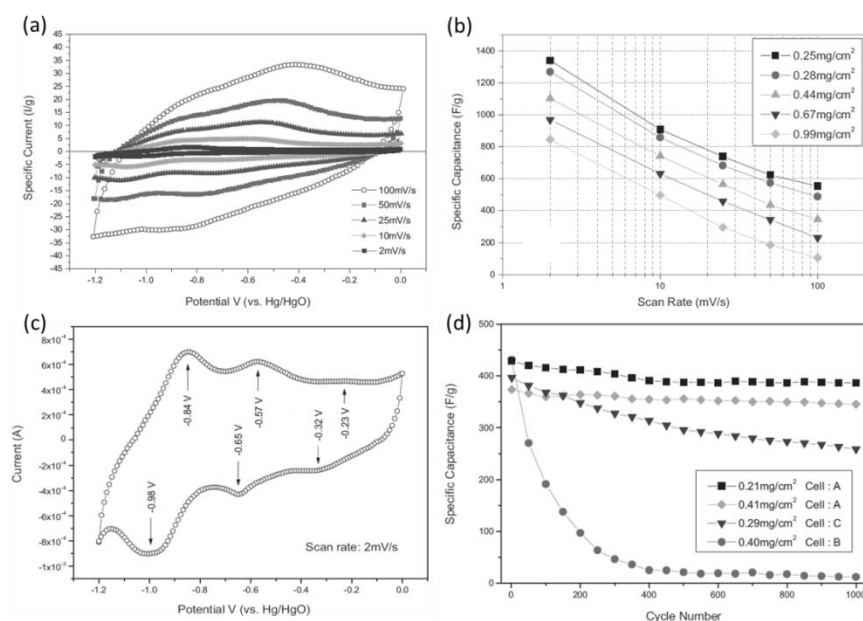 (a)
Specific Current (I/g)
45
40
35
30
25
20
15
10
5
0
-5
-10
-15
-20
-25
-30
-35
-40
-45
100mV/s
50mV/s
25mV/s
10mV/s
2mV/s
-1.2 -1.0 -0.8 -0.6 -0.4 -0.2 0.0
Potential V (vs. Hg/HgO)
(b)
Specific Capacitance (F/g)
1400
1200
1000
800
600
400
200
0
0.25mg/cm²
0.28mg/cm²
0.44mg/cm²
0.67mg/cm²
0.99mg/cm²
1 10 100
Scan Rate (mV/s)
(c)
Current (A)
8x10⁻⁴
6x10⁻⁴
4x10⁻⁴
2x10⁻⁴
0
-2x10⁻⁴
-4x10⁻⁴
-6x10⁻⁴
-8x10⁻⁴
-1x10⁻³
-0.84 V
-0.57 V
-0.23 V
-0.98 V
-0.65 V
-0.32 V
Scan rate: 2mV/s
-1.2 -1.0 -0.8 -0.6 -0.4 -0.2 0.0
Potential V (vs. Hg/HgO)
(d)
Specific Capacitance (F/g)
500
400
300
200
100
0
0.21mg/cm² Cell : A
0.41mg/cm² Cell : A
0.29mg/cm² Cell : C
0.40mg/cm² Cell : B
0 200 400 600 800 1000
Cycle Number